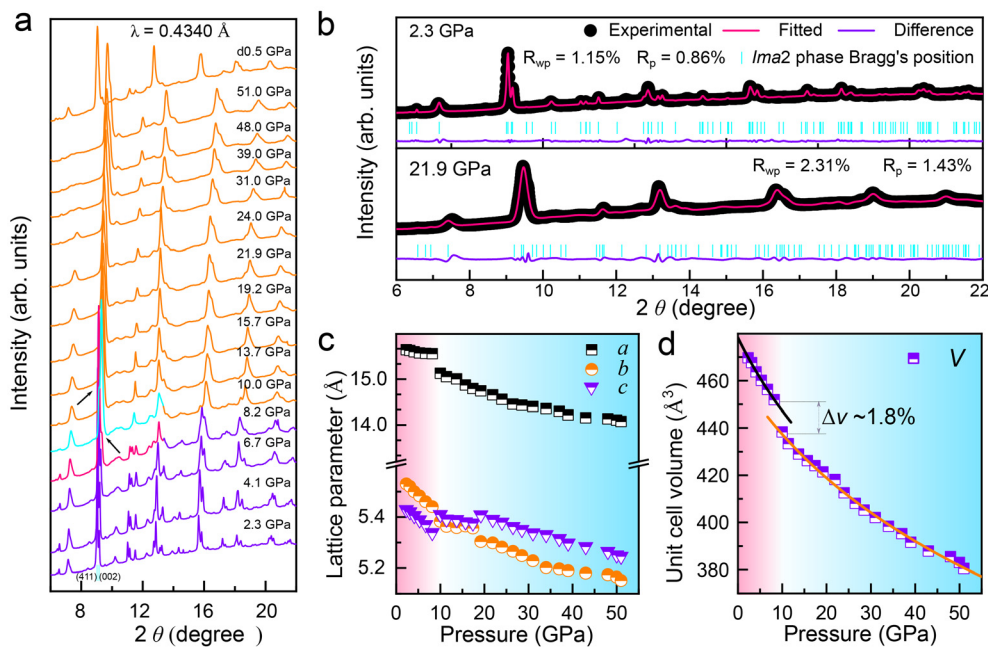 a
λ = 0.4340 Å
d0.5 GPa
51.0 GPa
48.0 GPa
39.0 GPa
31.0 GPa
24.0 GPa
21.9 GPa
19.2 GPa
15.7 GPa
13.7 GPa
10.0 GPa
8.2 GPa
6.7 GPa
4.1 GPa
2.3 GPa
(411) (002)
Intensity (arb. units)
8 12 16 20
2 θ (degree )
b
2.3 GPa
Experimental Fitted Difference
Rwp = 1.15% Rp = 0.86% Ima2 phase Bragg's position
21.9 GPa
Rwp = 2.31% Rp = 1.43%
Intensity (arb. units)
6 8 10 12 14 16 18 20 22
2 θ (degree)
c
a
b
c
15.0
14.0
5.4
5.2
Lattice parameter (Å)
0 10 20 30 40 50
Pressure (GPa)
d
V
Δv ~1.8%
460
440
420
400
380
Unit cell volume (Å³)
0 10 20 30 40 50
Pressure (GPa)